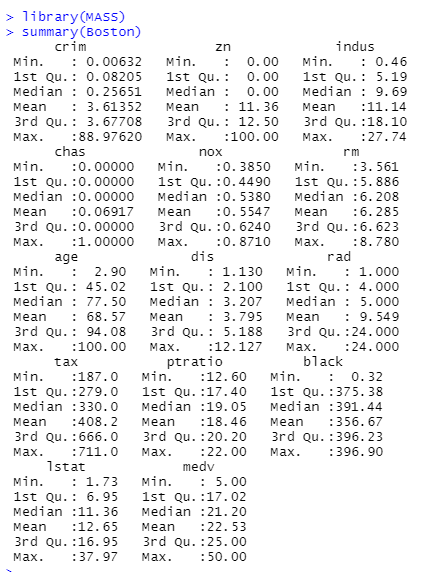 > library(MASS)
> summary(Boston)
crim zn indus
Min. : 0.00632 Min. : 0.00 Min. : 0.46
1st Qu.: 0.08205 1st Qu.: 0.00 1st Qu.: 5.19
Median : 0.25651 Median : 0.00 Median : 9.69
Mean : 3.61352 Mean : 11.36 Mean :11.14
3rd Qu.: 3.67708 3rd Qu.: 12.50 3rd Qu.:18.10
Max. :88.97620 Max. :100.00 Max. :27.74
chas nox rm
Min. :0.00000 Min. :0.3850 Min. :3.561
1st Qu.:0.00000 1st Qu.:0.4490 1st Qu.:5.886
Median :0.00000 Median :0.5380 Median :6.208
Mean :0.06917 Mean :0.5547 Mean :6.285
3rd Qu.:0.00000 3rd Qu.:0.6240 3rd Qu.:6.623
Max. :1.00000 Max. :0.8710 Max. :8.780
age dis rad
Min. : 2.90 Min. : 1.130 Min. : 1.000
1st Qu.: 45.02 1st Qu.: 2.100 1st Qu.: 4.000
Median : 77.50 Median : 3.207 Median : 5.000
Mean : 68.57 Mean : 3.795 Mean : 9.549
3rd Qu.: 94.08 3rd Qu.: 5.188 3rd Qu.:24.000
Max. :100.00 Max. :12.127 Max. :24.000
tax ptratio black
Min. :187.0 Min. :12.60 Min. : 0.32
1st Qu.:279.0 1st Qu.:17.40 1st Qu.:375.38
Median :330.0 Median :19.05 Median :391.44
Mean :408.2 Mean :18.46 Mean :356.67
3rd Qu.:666.0 3rd Qu.:20.20 3rd Qu.:396.23
Max. :711.0 Max. :22.00 Max. :396.90
lstat medv
Min. : 1.73 Min. : 5.00
1st Qu.: 6.95 1st Qu.:17.02
Median :11.36 Median :21.20
Mean :12.65 Mean :22.53
3rd Qu.:16.95 3rd Qu.:25.00
Max. :37.97 Max. :50.00
>